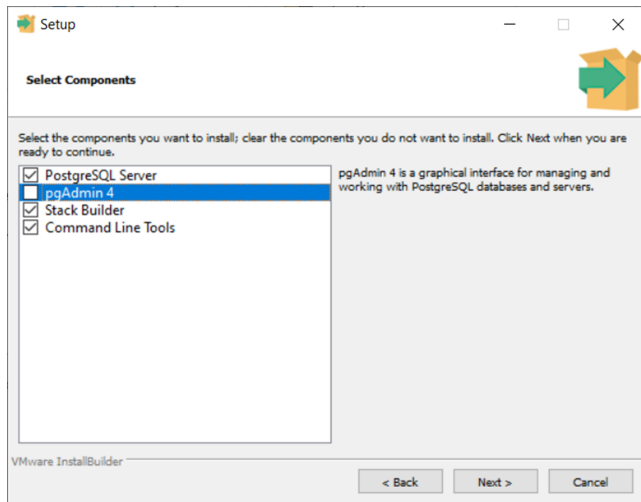 Setup
Select Components
Select the components you want to install; clear the components you do not want to install. Click Next when you are
ready to continue.
PostgreSQL Server
pgAdmin 4
Stack Builder
Command Line Tools
pgAdmin 4 is a graphical interface for managing and
working with PostgreSQL databases and servers.
VMware InstallBuilder
< Back
Next >
Cancel